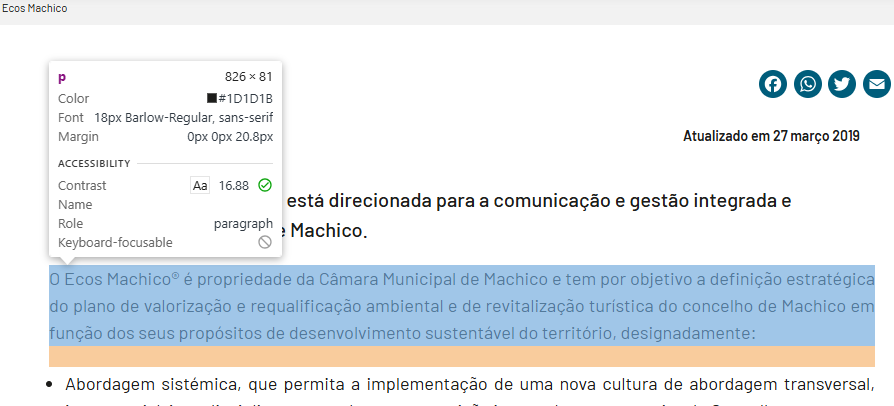 Ecos Machico
p 826 × 81
Color #1D1D1B
Font 18px Barlow-Regular, sans-serif
Margin 0px 0px 20.8px
ACCESSIBILITY
Contrast Aa 16.88
Name
Role paragraph
Keyboard-focusable
Atualizado em 27 março 2019
está direcionada para a comunicação e gestão integrada e
e Machico.
O Ecos Machico® é propriedade da Câmara Municipal de Machico e tem por objetivo a definição estratégica
do plano de valorização e requalificação ambiental e de revitalização turística do concelho de Machico em
função dos seus propósitos de desenvolvimento sustentável do território, designadamente:
• Abordagem sistémica, que permita a implementação de uma nova cultura de abordagem transversal,